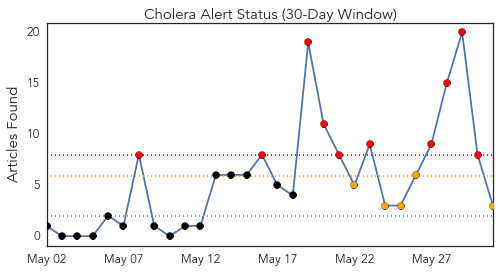 Cholera Alert Status (30-Day Window)
Articles Found
20
15
10
5
0
May 02 May 07 May 12 May 17 May 22 May 27